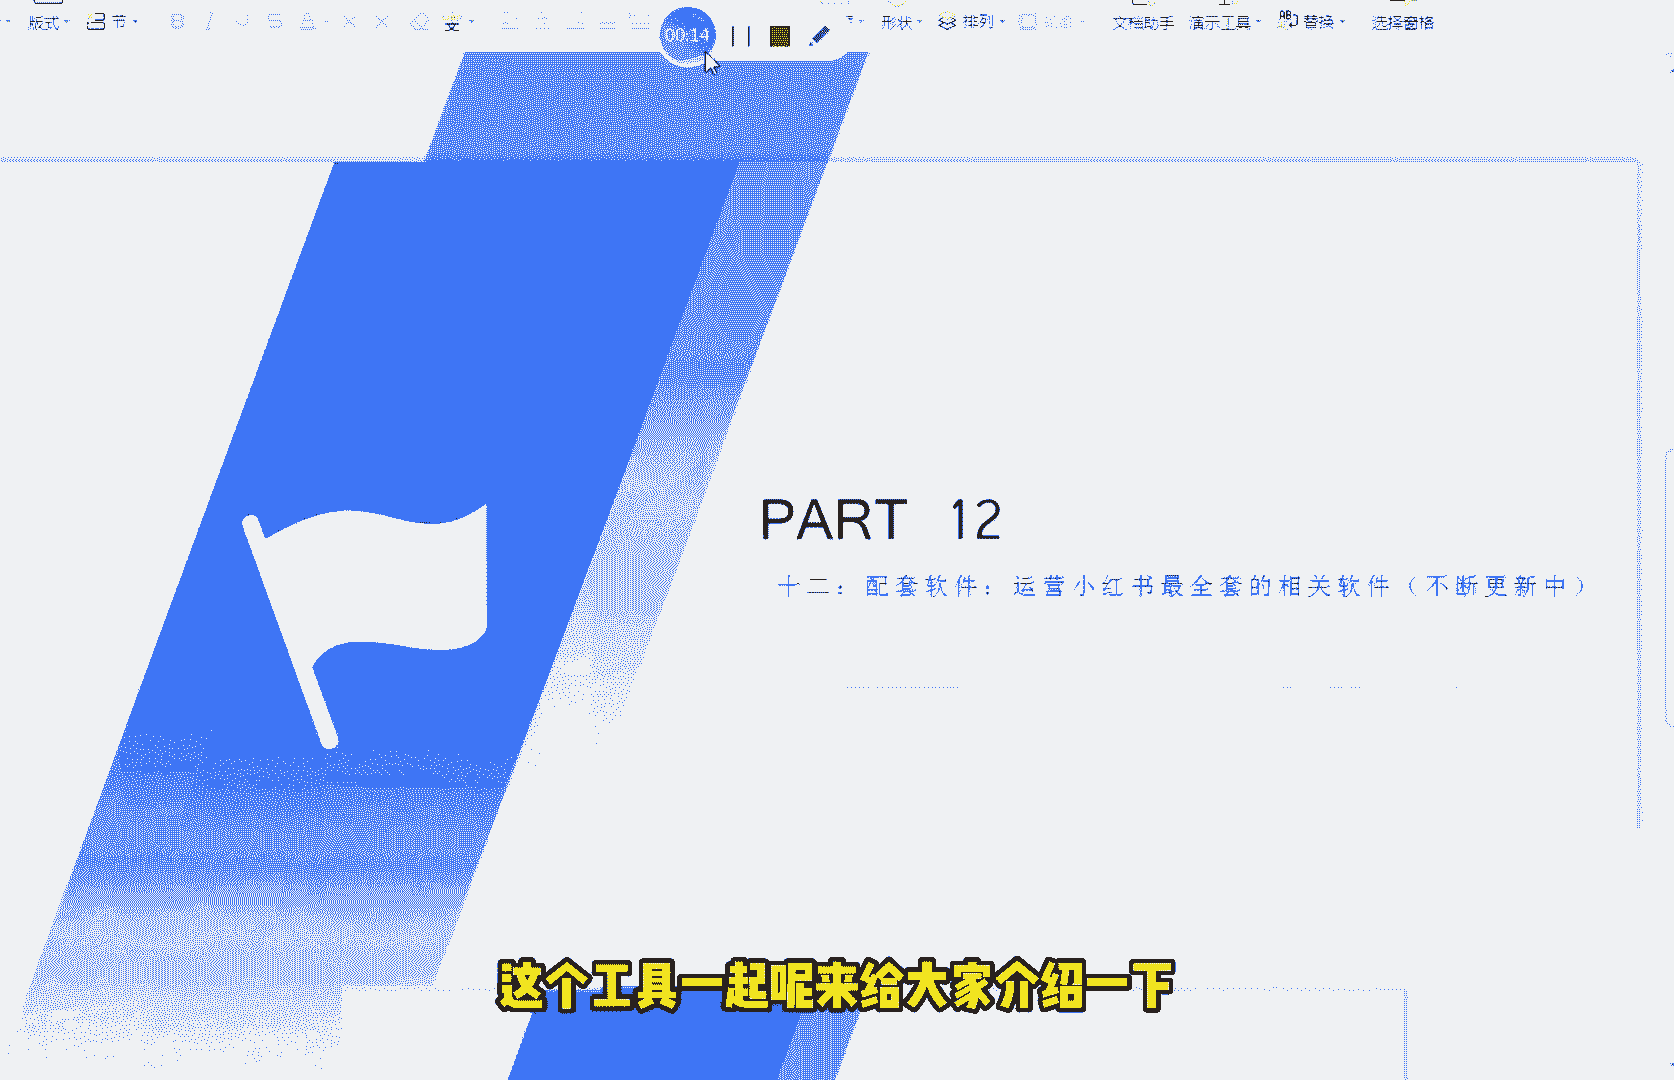 版式 节 B I S A 变 形状 排列 文档助手 演示工具 替换 选择窗格
00:14
PART 12
十二：配套软件：运营小红书最全套的相关软件（不断更新中）
这个工具一起呢来给大家介绍一下